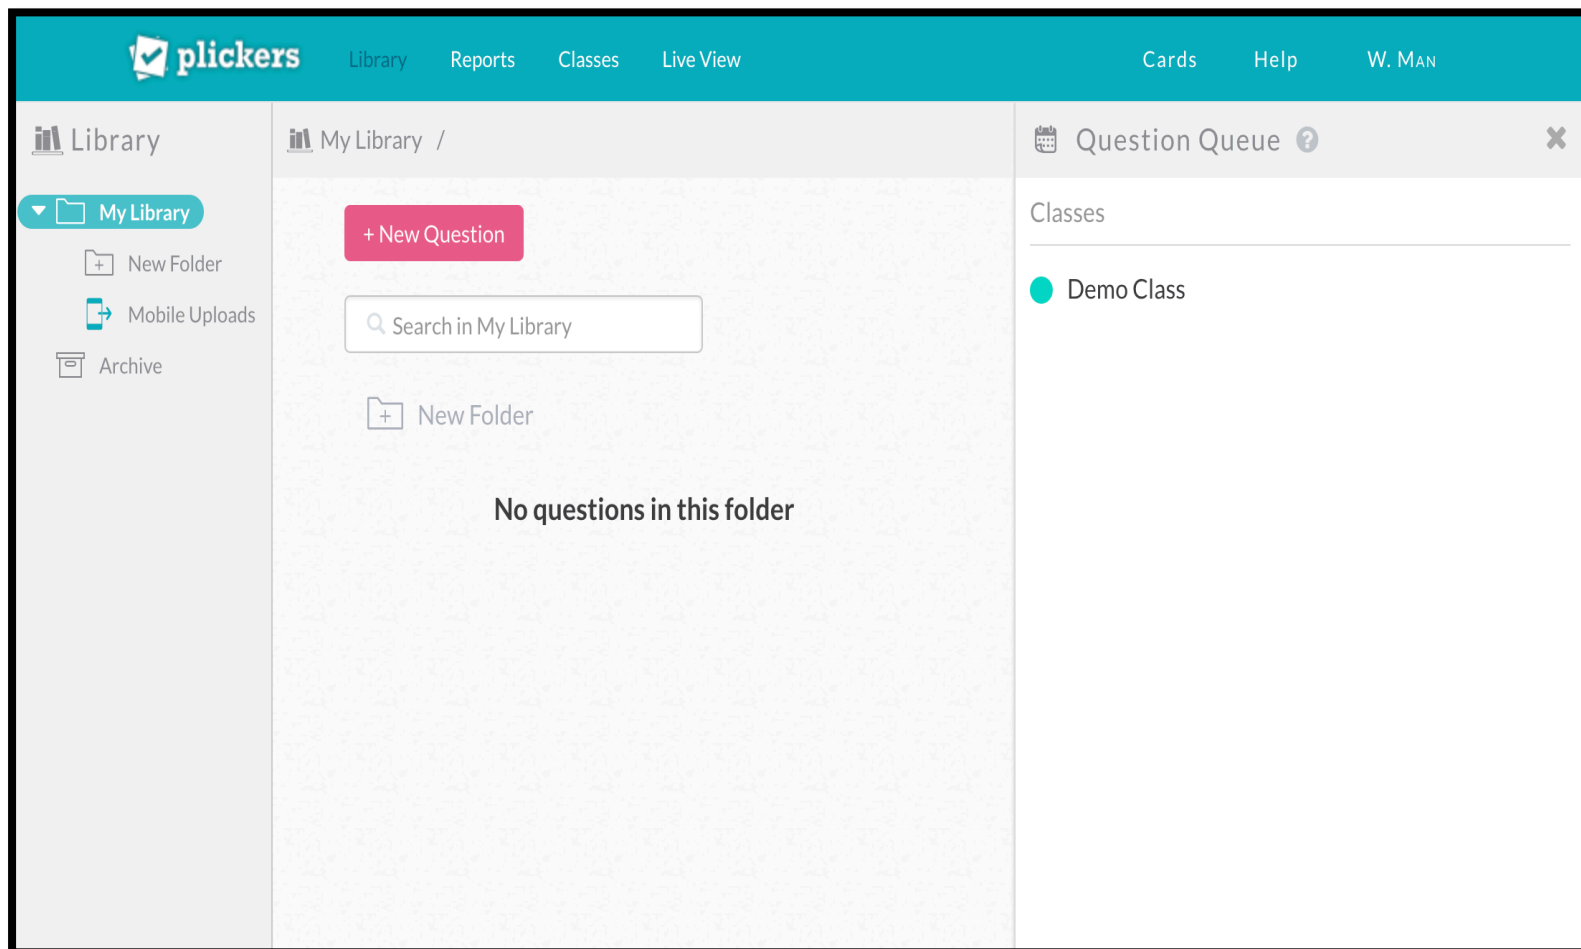 plickers Library Reports Classes Live View Cards Help W. Man
Library
My Library
New Folder
Mobile Uploads
Archive
My Library /
+ New Question
Search in My Library
New Folder
No questions in this folder
Question Queue ?
Classes
Demo Class